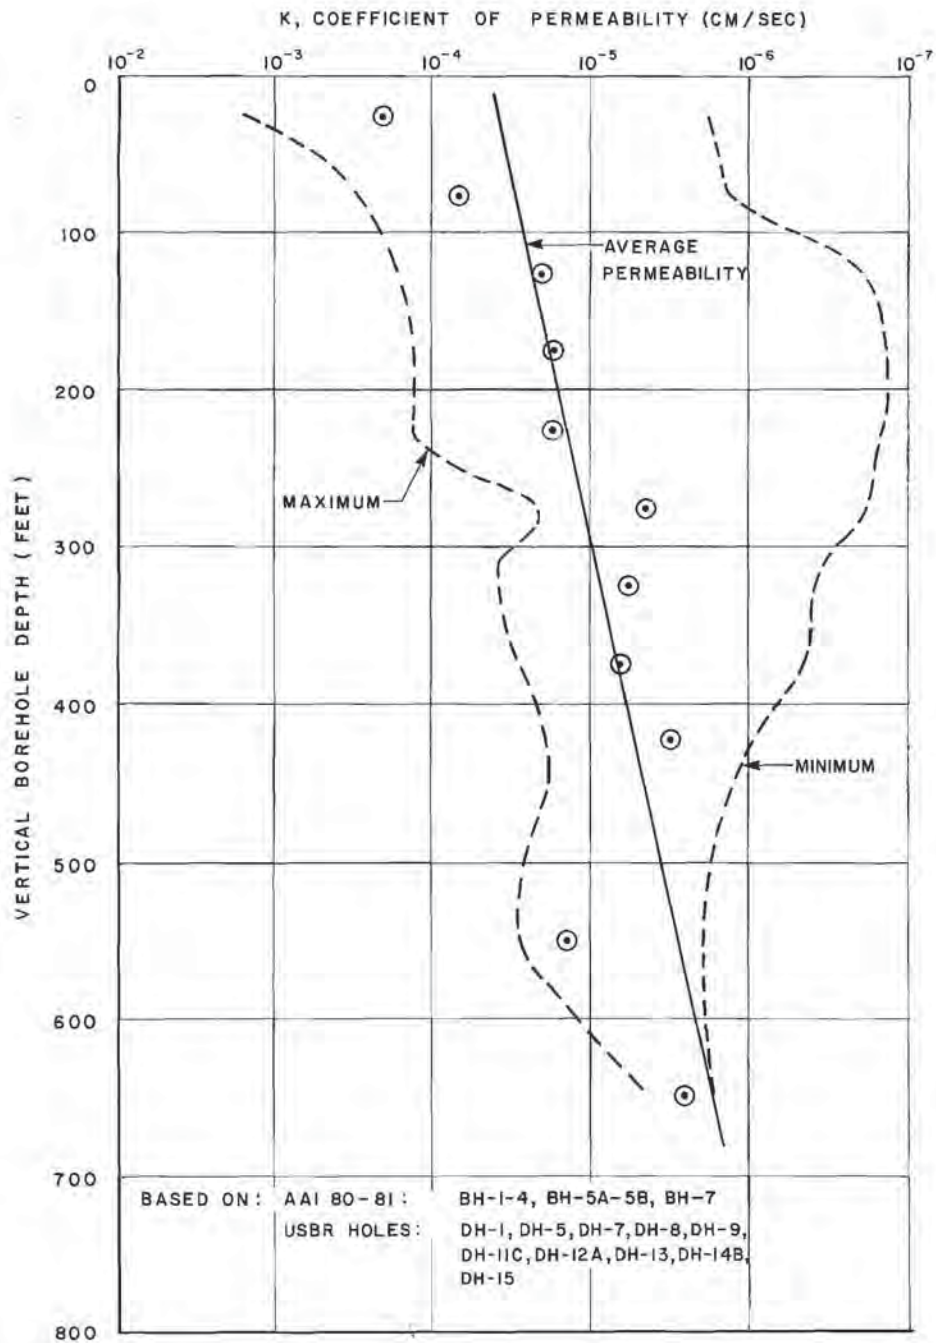 K, COEFFICIENT OF PERMEABILITY (CM/SEC)
10-2 10-3 10-4 10-5 10-6 10-7
0
100
200
300
400
500
600
700
800
VERTICAL BOREHOLE DEPTH (FEET)
AVERAGE
PERMEABILITY
MAXIMUM
MINIMUM
BASED ON: AAI 80-81: BH-1-4, BH-5A-5B, BH-7
USBR HOLES: DH-1, DH-5, DH-7, DH-8, DH-9,
DH-11C, DH-12A, DH-13, DH-14B,
DH-15